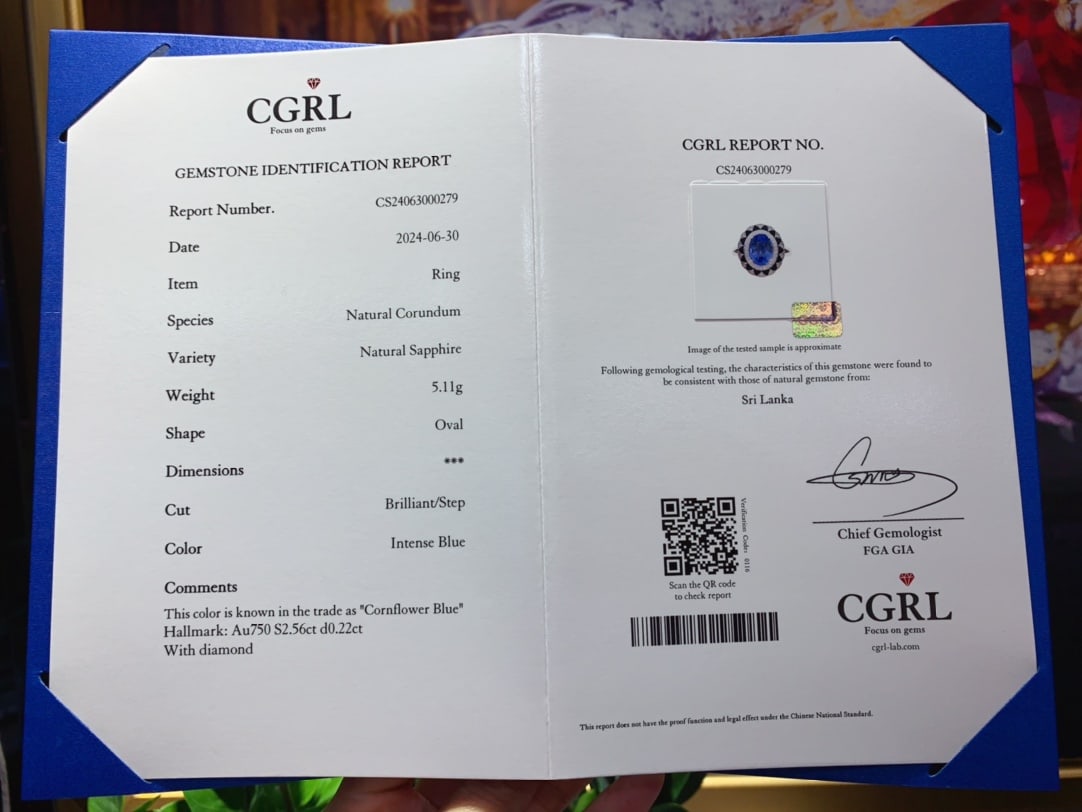 CGRL
Focus on gems
GEMSTONE IDENTIFICATION REPORT
Report Number. CS24063000279
Date 2024-06-30
Item Ring
Species Natural Corundum
Variety Natural Sapphire
Weight 5.11g
Shape Oval
Dimensions ***
Cut Brilliant/Step
Color Intense Blue
Comments
This color is known in the trade as "Cornflower Blue"
Hallmark: Au750 S2.56ct d0.22ct
With diamond
CGRL REPORT NO.
CS24063000279
Image of the tested sample is approximate
Following gemological testing, the characteristics of this gemstone were found to
be consistent with those of natural gemstone from:
Sri Lanka
Verification Code: 0116
Scan the QR code
to check report
Chief Gemologist
FGA GIA
CGRL
Focus on gems
cgrl-lab.com
This report does not have the proof function and legal effect under the Chinese National Standard.